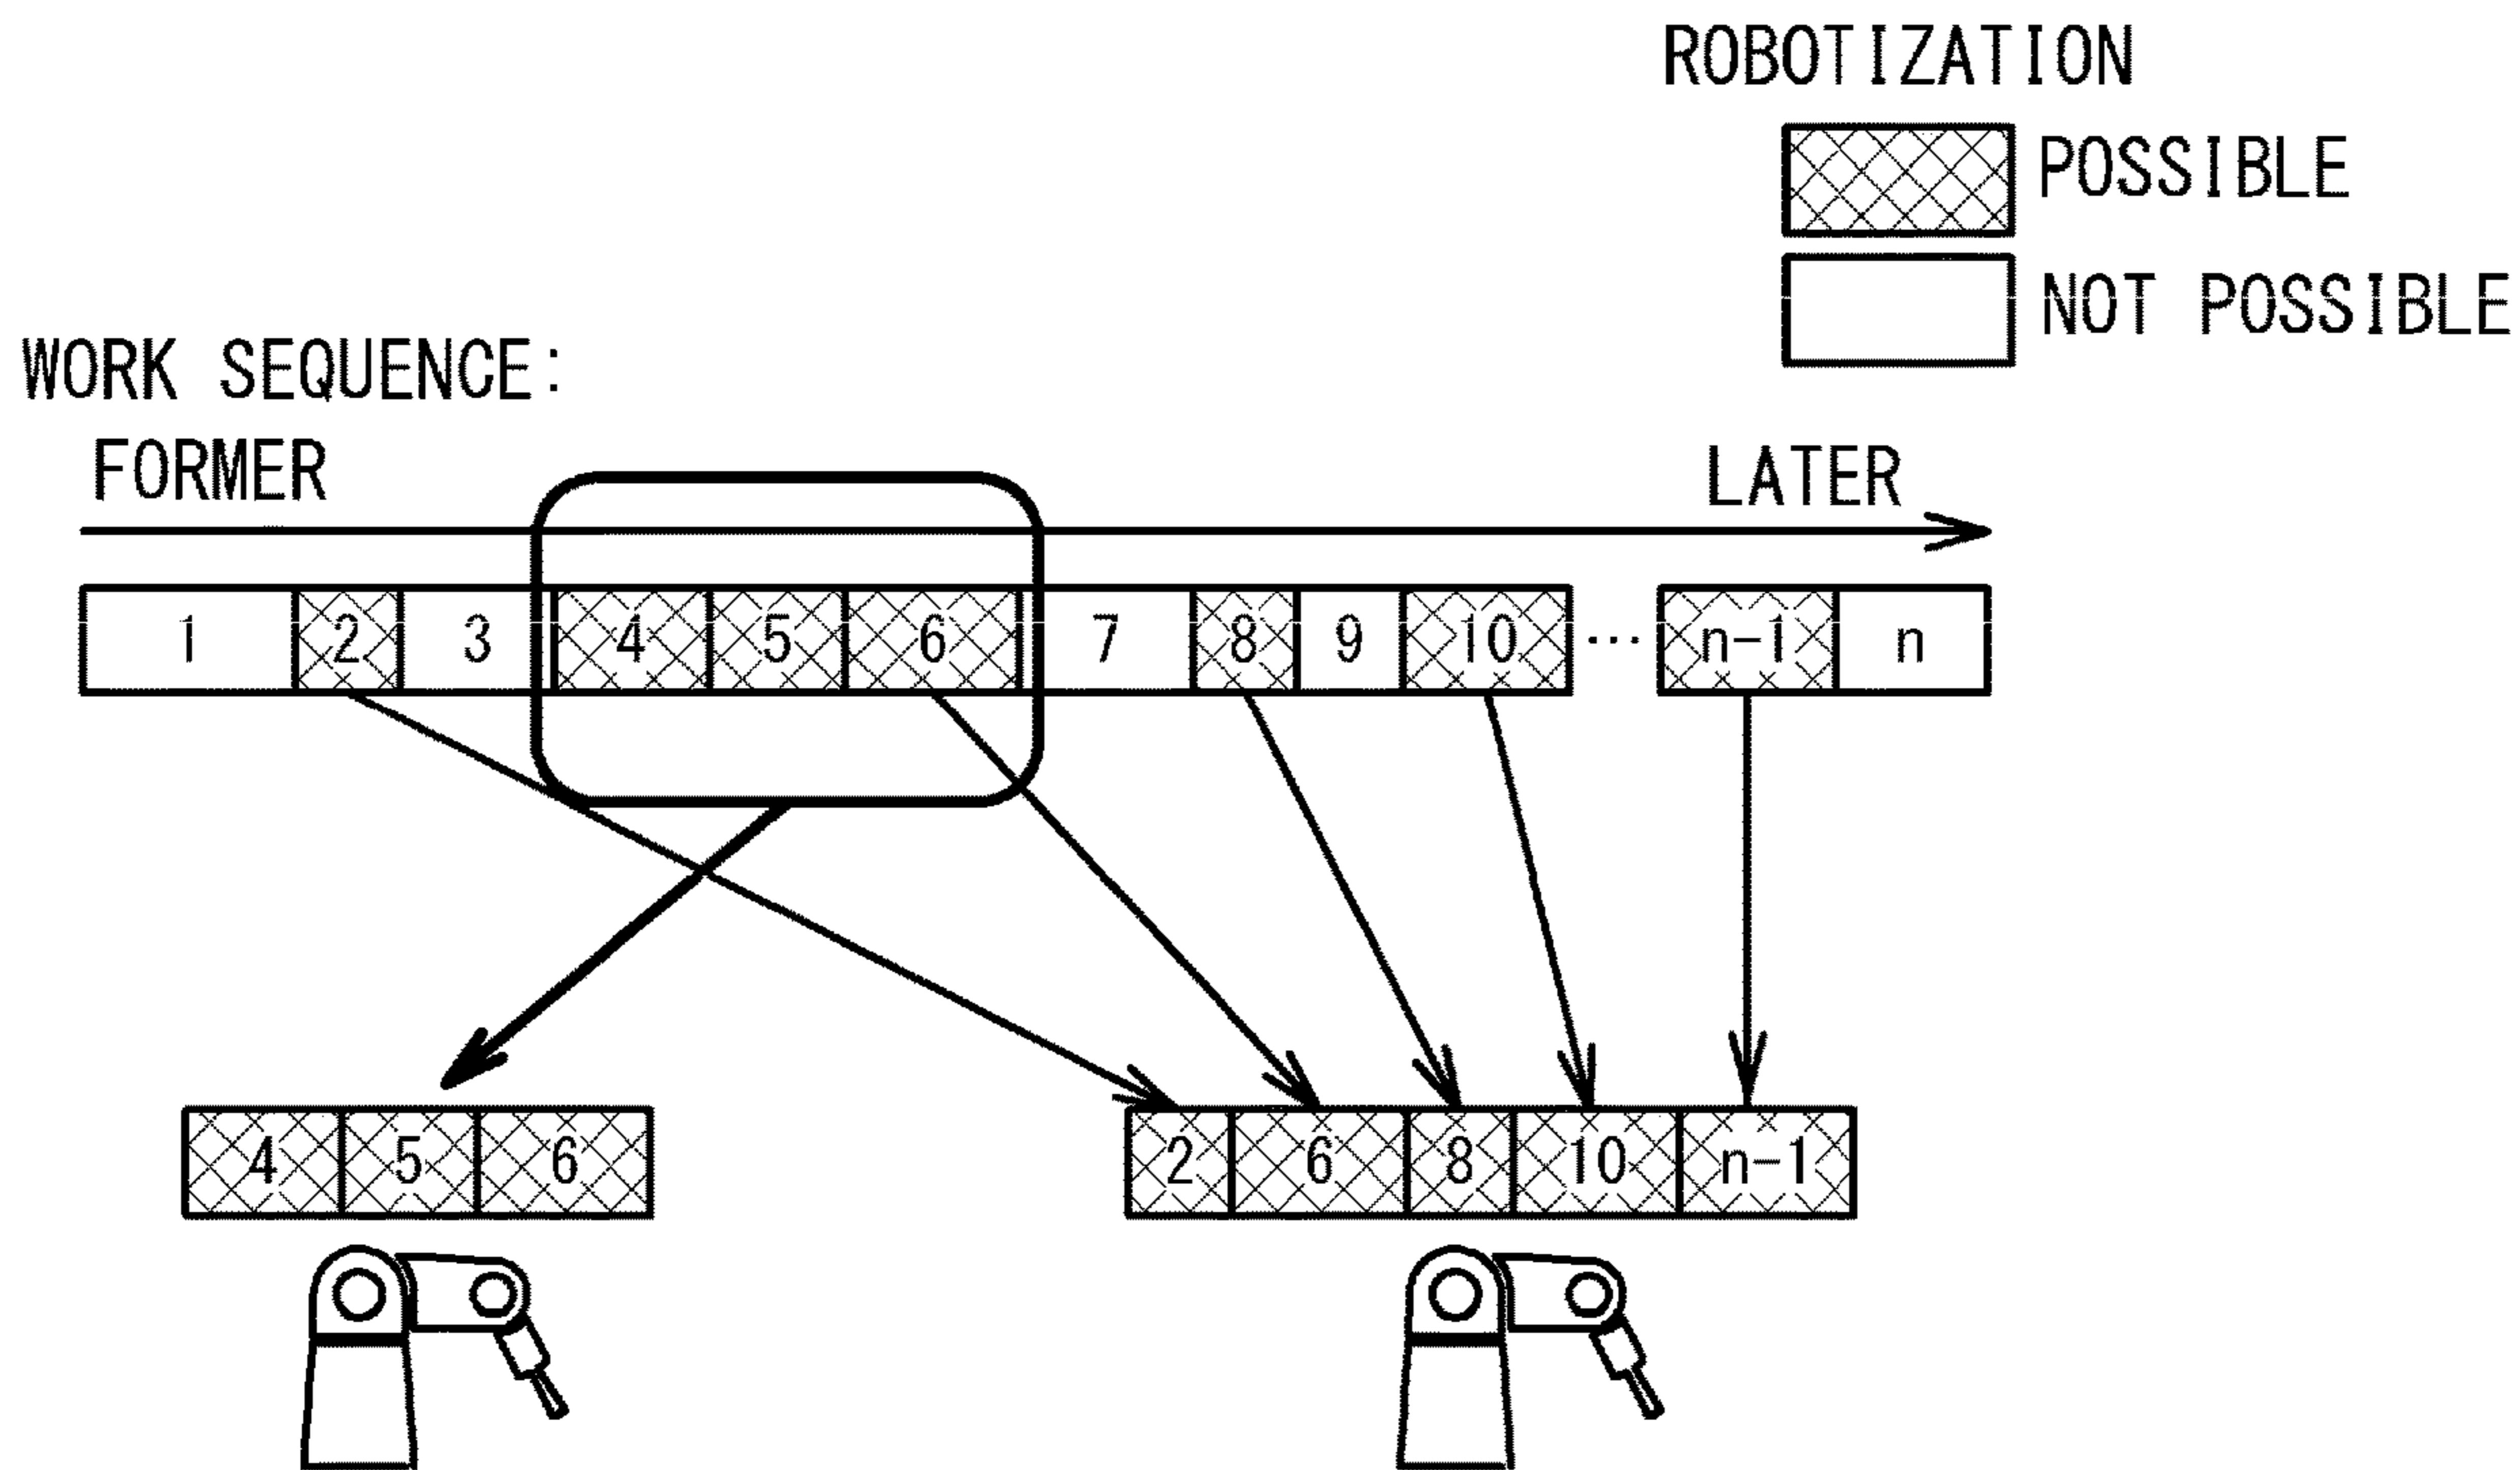 ROBOTIZATION
POSSIBLE
NOT POSSIBLE
WORK SEQUENCE:
FORMER LATER
1 2 3 4 5 6 7 8 9 10 ... n-1 n
4 5 6 2 6 8 10 n-1